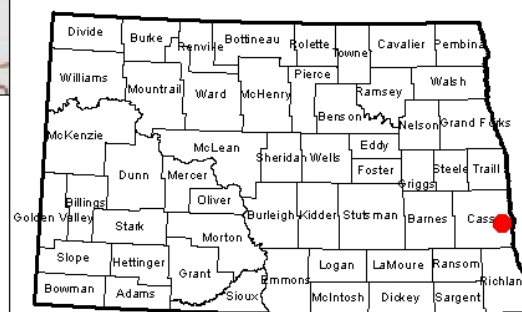 Divide Burke Renville Bottineau Rolette Towner Cavalier Pembina
Williams Mountrail Ward McHenry Pierce Ramsey Walsh
McKenzie Benson Nelson Grand Forks
McLean Sheridan Wells Eddy
Dunn Mercer Foster Griggs Steele Traill
Golden Valley Billings Stark Oliver Burleigh Kidder Stutsman Barnes Cass
Morton
Slope Hettinger Grant Emmons Logan LaMoure Ransom Richlan
Bowman Adams Sioux McIntosh Dickey Sargent